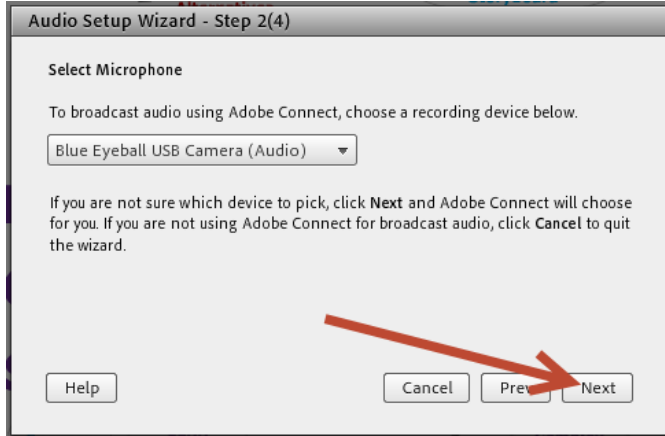 Audio Setup Wizard - Step 2(4)
Select Microphone
To broadcast audio using Adobe Connect, choose a recording device below.
Blue Eyeball USB Camera (Audio)
If you are not sure which device to pick, click Next and Adobe Connect will choose
for you. If you are not using Adobe Connect for broadcast audio, click Cancel to quit
the wizard.
Help
Cancel
Prev
Next